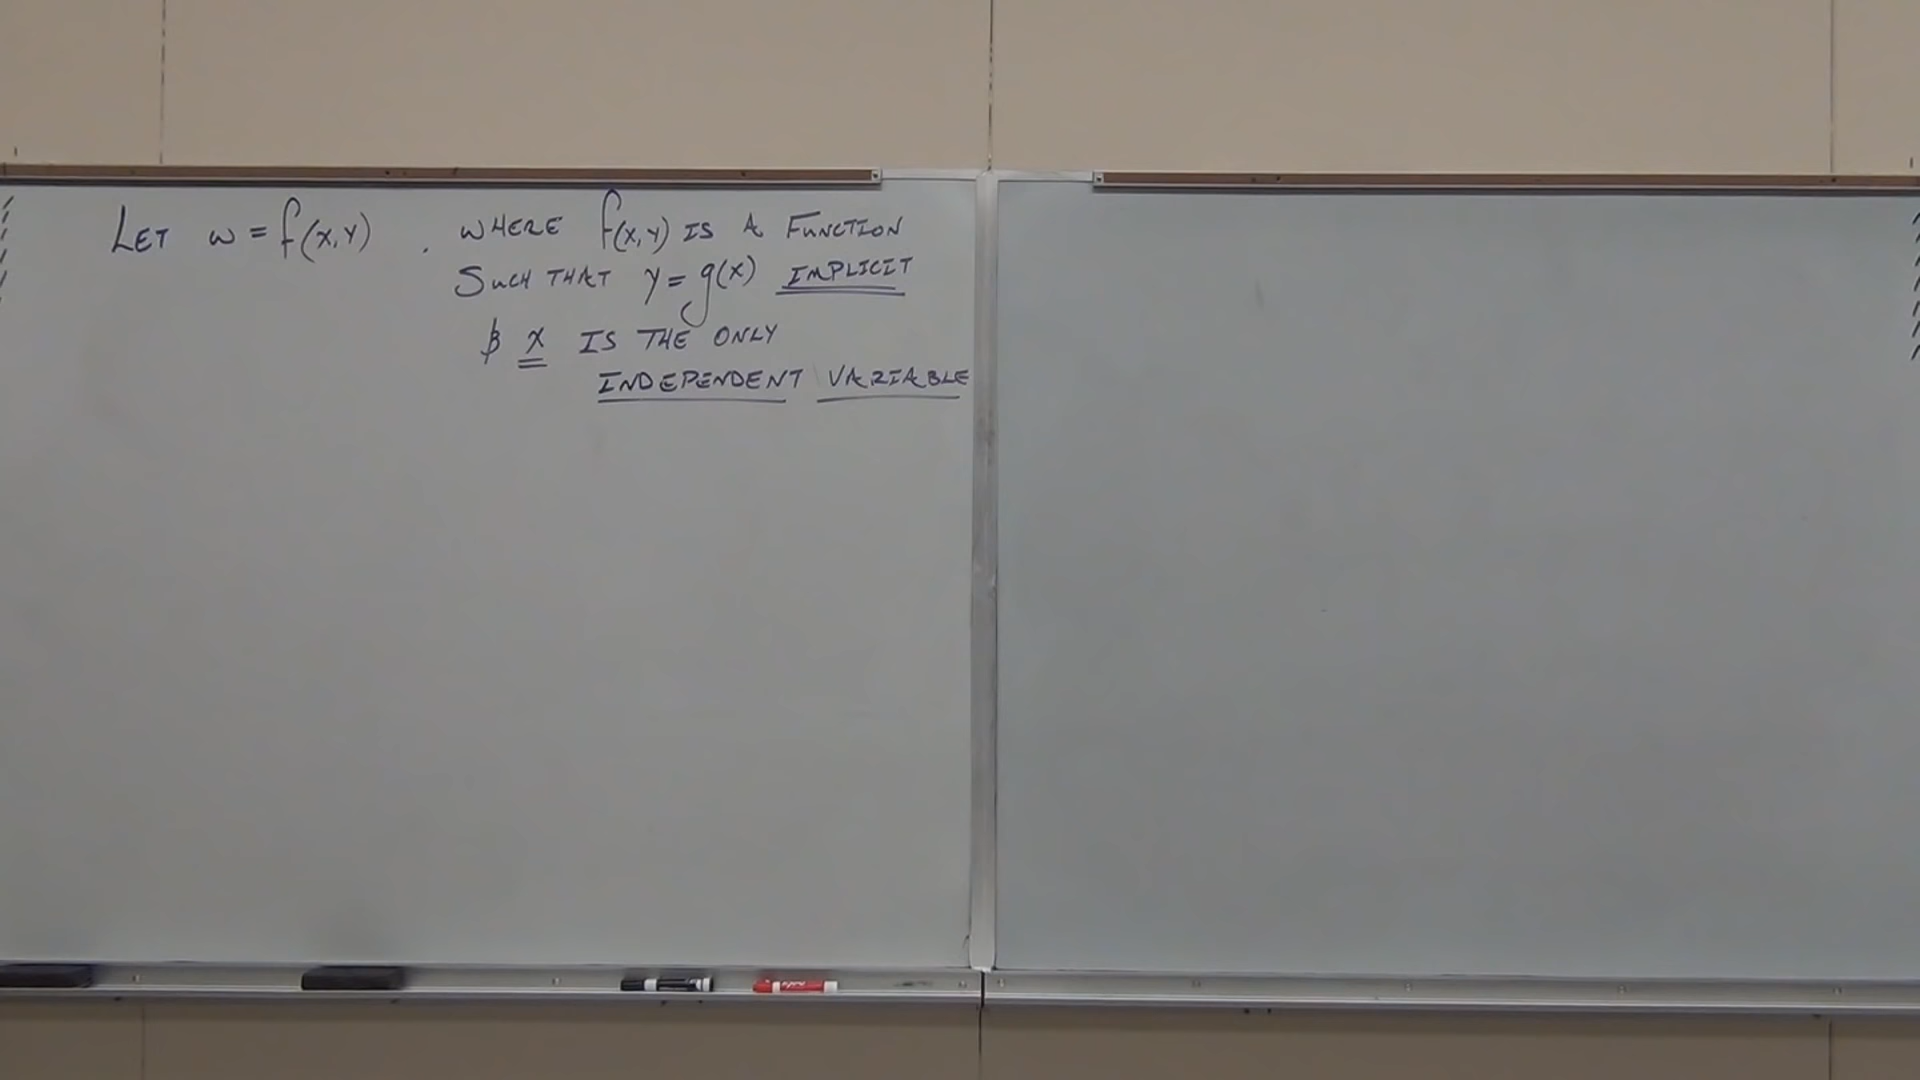 LET w = f(x,y) . WHERE f(x,y) IS A FUNCTION
SUCH THAT y = g(x) IMPLICIT
& x IS THE ONLY
INDEPENDENT VARIABLE